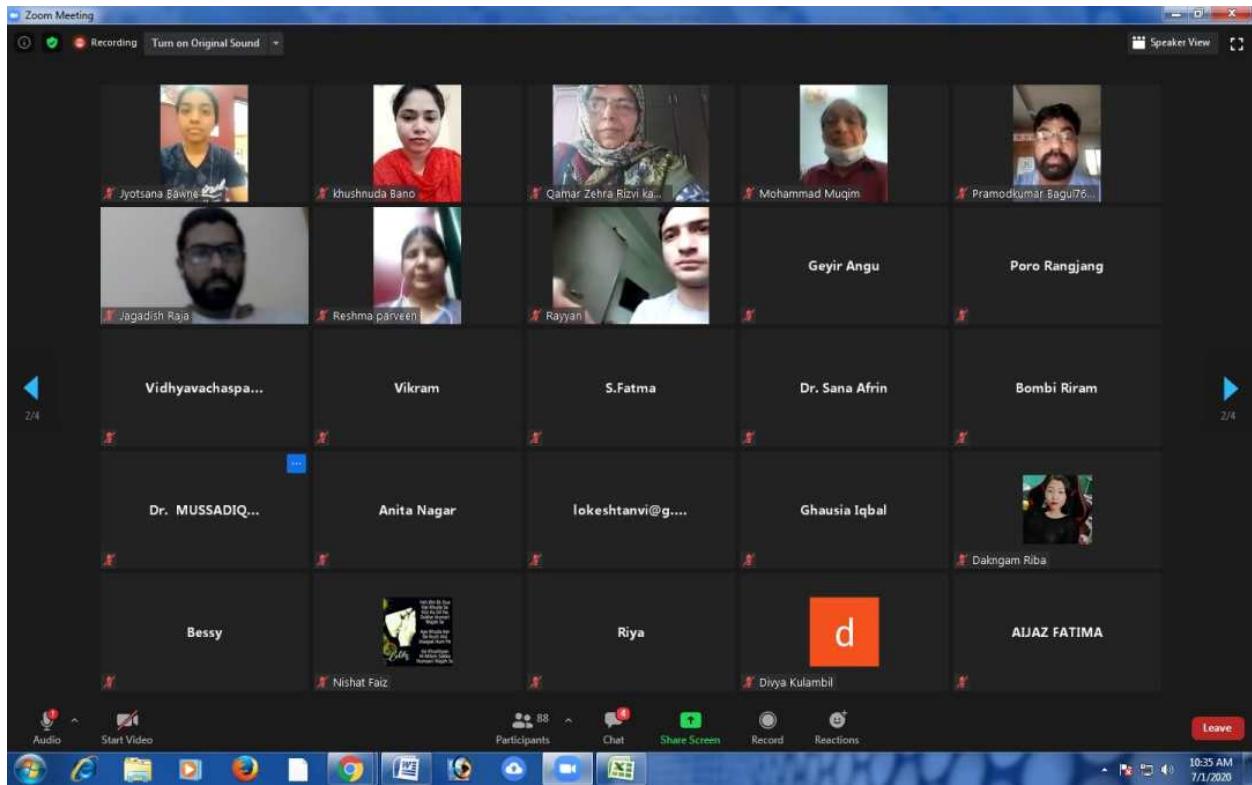 Zoom Meeting
Recording
Turn on Original Sound
Speaker View
Jyotsana Bawne
khushnuda Bano
Qamar Zehra Rizvi ka...
Mohammad Muqim
Pramodkumar Bagul76...
Jagadish Raja
Reshma parveen
Rayyan
Geyir Angu
Poro Rangjang
Vidhyavachaspa...
Vikram
S.Fatma
Dr. Sana Afrin
Bombi Riram
2/4
2/4
Dr. MUSSADIQ...
Anita Nagar
lokeshtanvi@g....
Ghausia Iqbal
Dakngam Riba
Bessy
Nishat Faiz
Riya
d
Divya Kulambil
AIJAZ FATIMA
Audio
Start Video
88
Participants
4
Chat
Share Screen
Record
Reactions
Leave
10:35 AM
7/1/2020